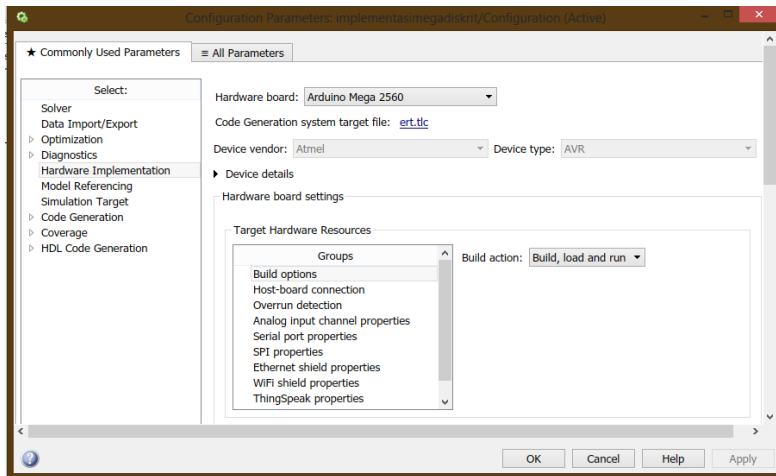 Configuration Parameters: implementasimegadiskrit/Configuration (Active)
★ Commonly Used Parameters
≡ All Parameters
Select:
Solver
Data Import/Export
Optimization
Diagnostics
Hardware Implementation
Model Referencing
Simulation Target
Code Generation
Coverage
HDL Code Generation
Hardware board: Arduino Mega 2560
Code Generation system target file: ert.tlc
Device vendor: Atmel
Device type: AVR
Device details
Hardware board settings
Target Hardware Resources
Groups
Build options
Host-board connection
Overrun detection
Analog input channel properties
Serial port properties
SPI properties
Ethernet shield properties
WiFi shield properties
ThingSpeak properties
Build action: Build, load and run
OK
Cancel
Help
Apply